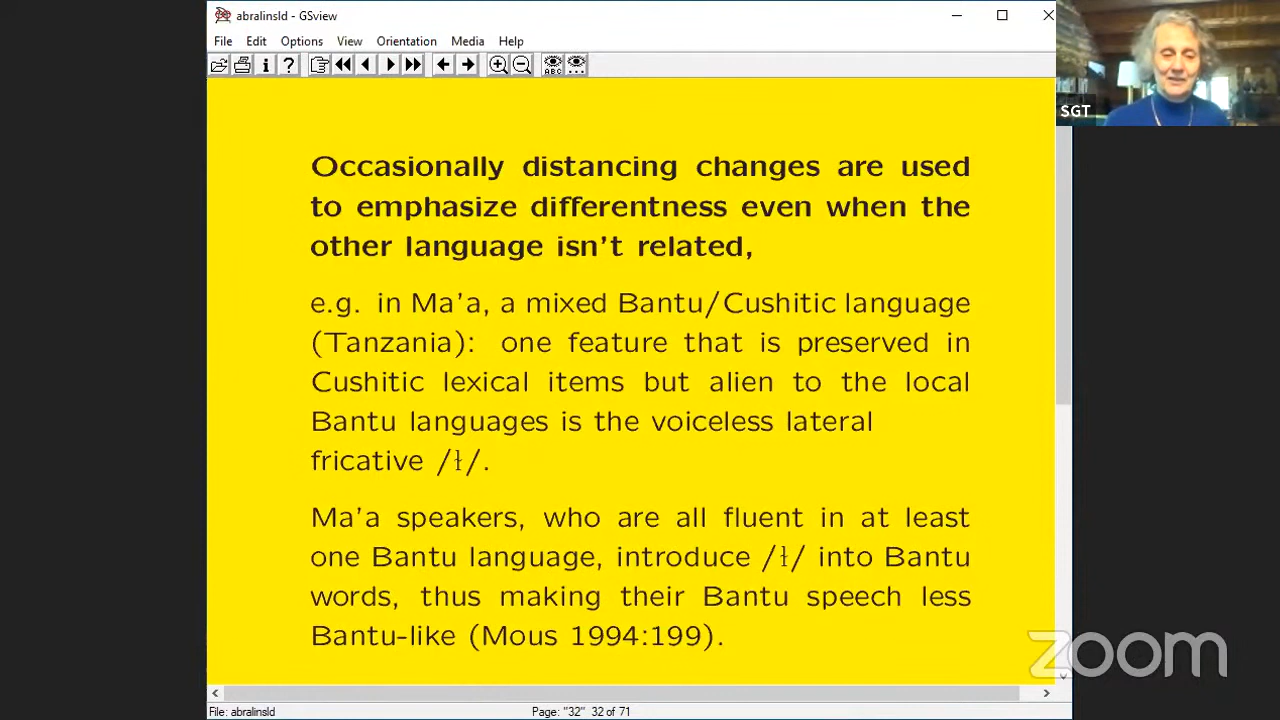 abralinsld - GSview
File Edit Options View Orientation Media Help
ABC
SGT
Occasionally distancing changes are used
to emphasize differentness even when the
other language isn't related,
e.g. in Ma'a, a mixed Bantu/Cushitic language
(Tanzania): one feature that is preserved in
Cushitic lexical items but alien to the local
Bantu languages is the voiceless lateral
fricative /ɬ/.
Ma'a speakers, who are all fluent in at least
one Bantu language, introduce /ɬ/ into Bantu
words, thus making their Bantu speech less
Bantu-like (Mous 1994:199).
zoom
File: abralinsld Page: "32" 32 of 71